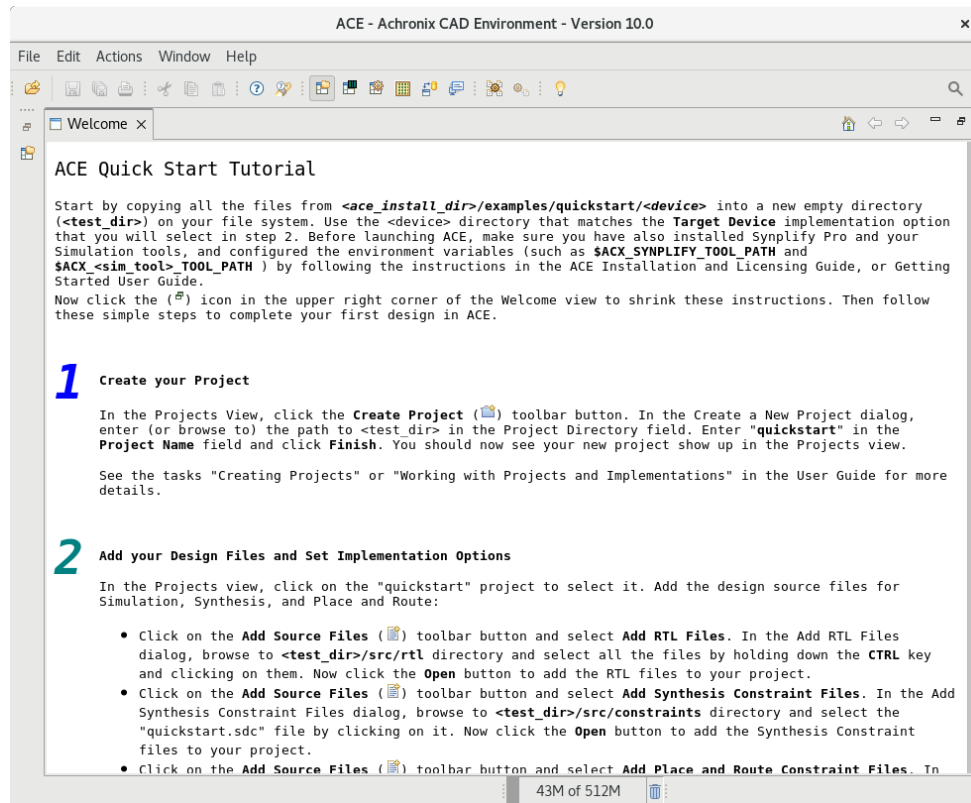 ACE - Achronix CAD Environment - Version 10.0
File Edit Actions Window Help
Welcome
ACE Quick Start Tutorial
Start by copying all the files from <ace_install_dir>/examples/quickstart/<device> into a new empty directory
(<test_dir>) on your file system. Use the <device> directory that matches the Target Device implementation option
that you will select in step 2. Before launching ACE, make sure you have also installed Synplify Pro and your
Simulation tools, and configured the environment variables (such as $ACX_SYNPLIFY_TOOL_PATH and
$ACX_<sim_tool>_TOOL_PATH ) by following the instructions in the ACE Installation and Licensing Guide, or Getting
Started User Guide.
Now click the ( ) icon in the upper right corner of the Welcome view to shrink these instructions. Then follow
these simple steps to complete your first design in ACE.
1 Create your Project
In the Projects View, click the Create Project ( ) toolbar button. In the Create a New Project dialog,
enter (or browse to) the path to <test_dir> in the Project Directory field. Enter "quickstart" in the
Project Name field and click Finish. You should now see your new project show up in the Projects view.
See the tasks "Creating Projects" or "Working with Projects and Implementations" in the User Guide for more
details.
2 Add your Design Files and Set Implementation Options
In the Projects view, click on the "quickstart" project to select it. Add the design source files for
Simulation, Synthesis, and Place and Route:
• Click on the Add Source Files ( ) toolbar button and select Add RTL Files. In the Add RTL Files
dialog, browse to <test_dir>/src/rtl directory and select all the files by holding down the CTRL key
and clicking on them. Now click the Open button to add the RTL files to your project.
• Click on the Add Source Files ( ) toolbar button and select Add Synthesis Constraint Files. In the Add
Synthesis Constraint Files dialog, browse to <test_dir>/src/constraints directory and select the
"quickstart.sdc" file by clicking on it. Now click the Open button to add the Synthesis Constraint
files to your project.
• Click on the Add Source Files ( ) toolbar button and select Add Place and Route Constraint Files. In
43M of 512M